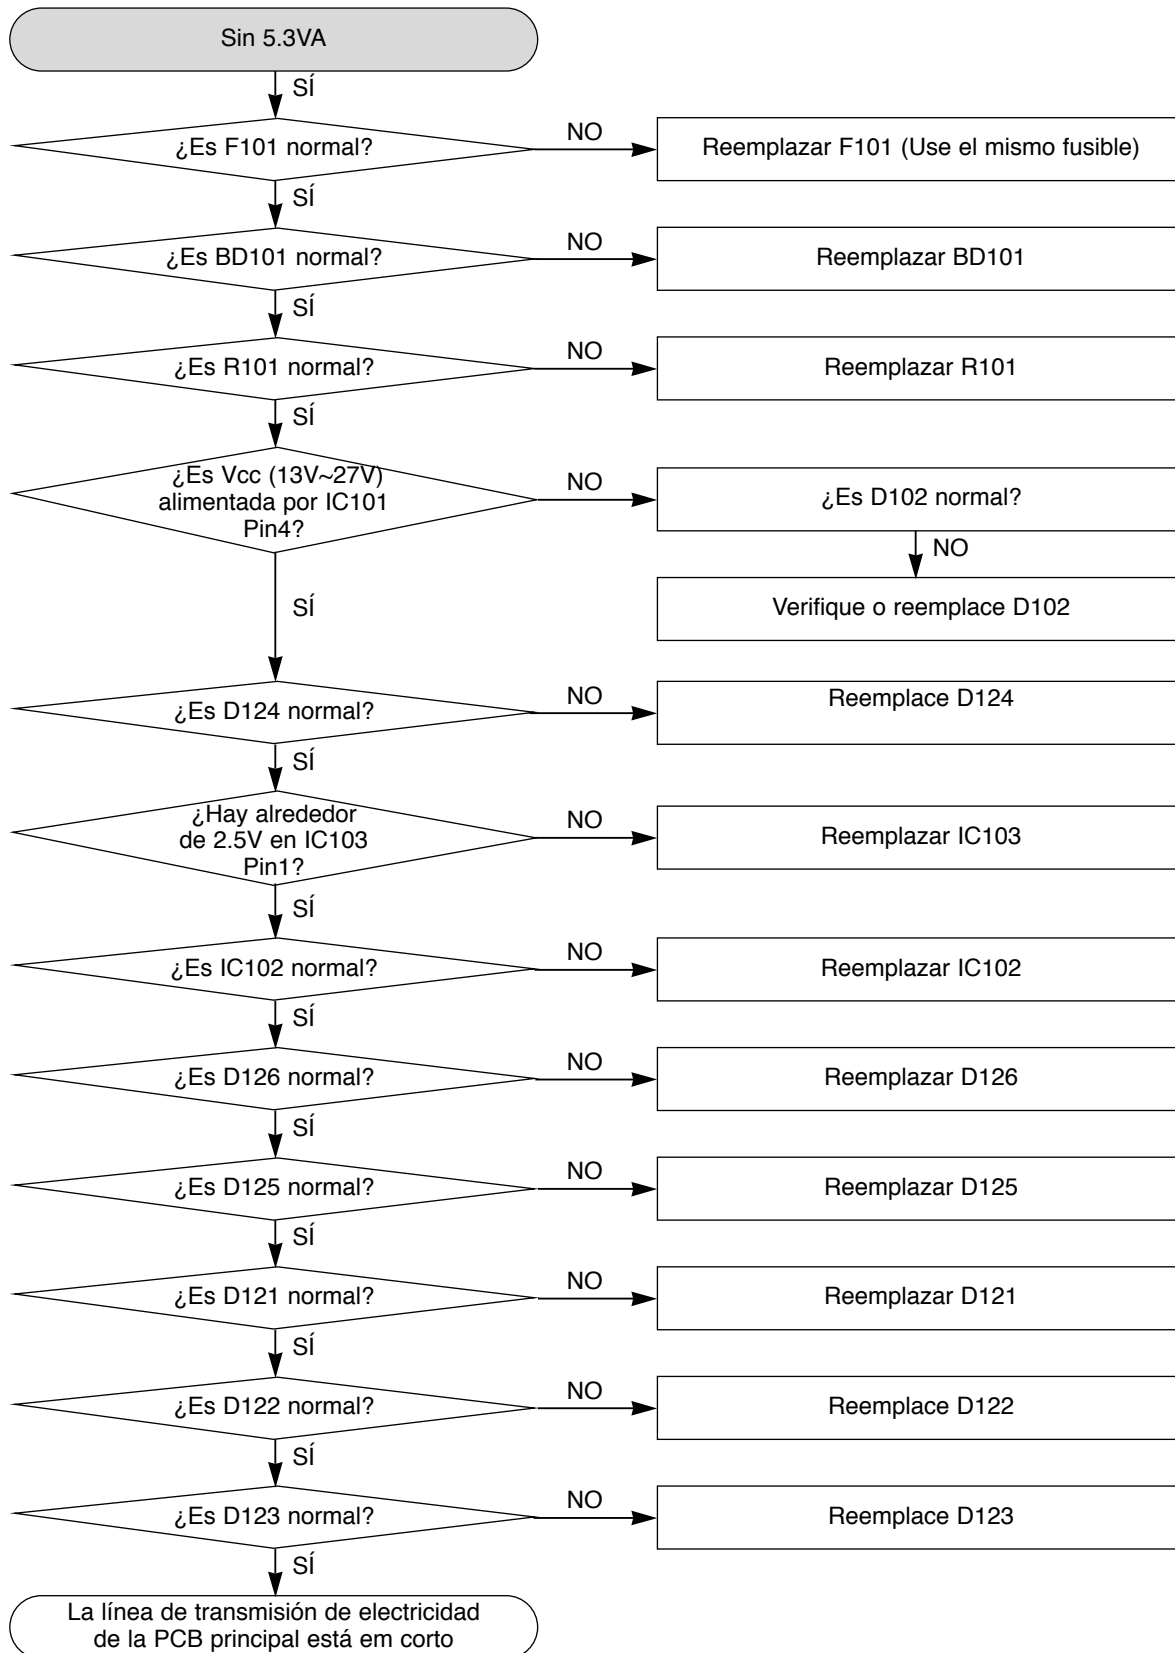 Sin 5.3VA
SÍ
¿Es F101 normal?
NO
Reemplazar F101 (Use el mismo fusible)
SÍ
¿Es BD101 normal?
NO
Reemplazar BD101
SÍ
¿Es R101 normal?
NO
Reemplazar R101
SÍ
¿Es Vcc (13V~27V)
alimentada por IC101
Pin4?
NO
¿Es D102 normal?
NO
Verifique o reemplace D102
SÍ
¿Es D124 normal?
NO
Reemplace D124
SÍ
¿Hay alrededor
de 2.5V en IC103
Pin1?
NO
Reemplazar IC103
SÍ
¿Es IC102 normal?
NO
Reemplazar IC102
SÍ
¿Es D126 normal?
NO
Reemplazar D126
SÍ
¿Es D125 normal?
NO
Reemplazar D125
SÍ
¿Es D121 normal?
NO
Reemplazar D121
SÍ
¿Es D122 normal?
NO
Reemplace D122
SÍ
¿Es D123 normal?
NO
Reemplace D123
SÍ
La línea de transmisión de electricidad
de la PCB principal está em corto